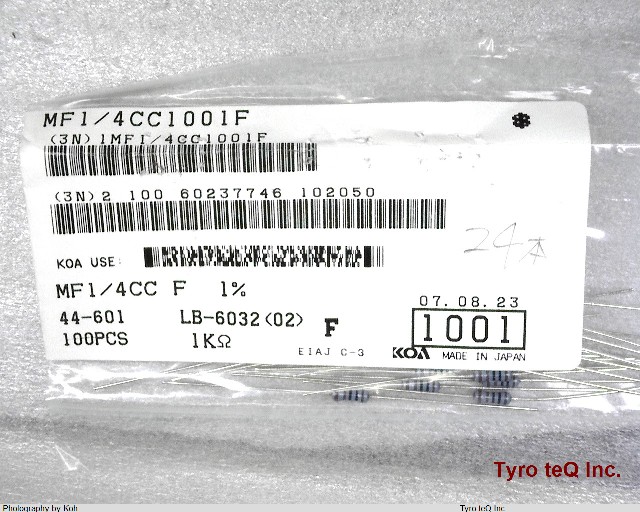 MF1/4CC1001F
(3N)1MF1/4CC1001F
(3N)2 100 60237746 102050
24本
KOA USE:
MF1/4CC F 1%
07.08.23
44-601 LB-6032(02) F 1001
100PCS 1KΩ
EIAJ C-3 KOA MADE IN JAPAN
Tyro teQ Inc.
Photography by Koh Tyro teQ Inc